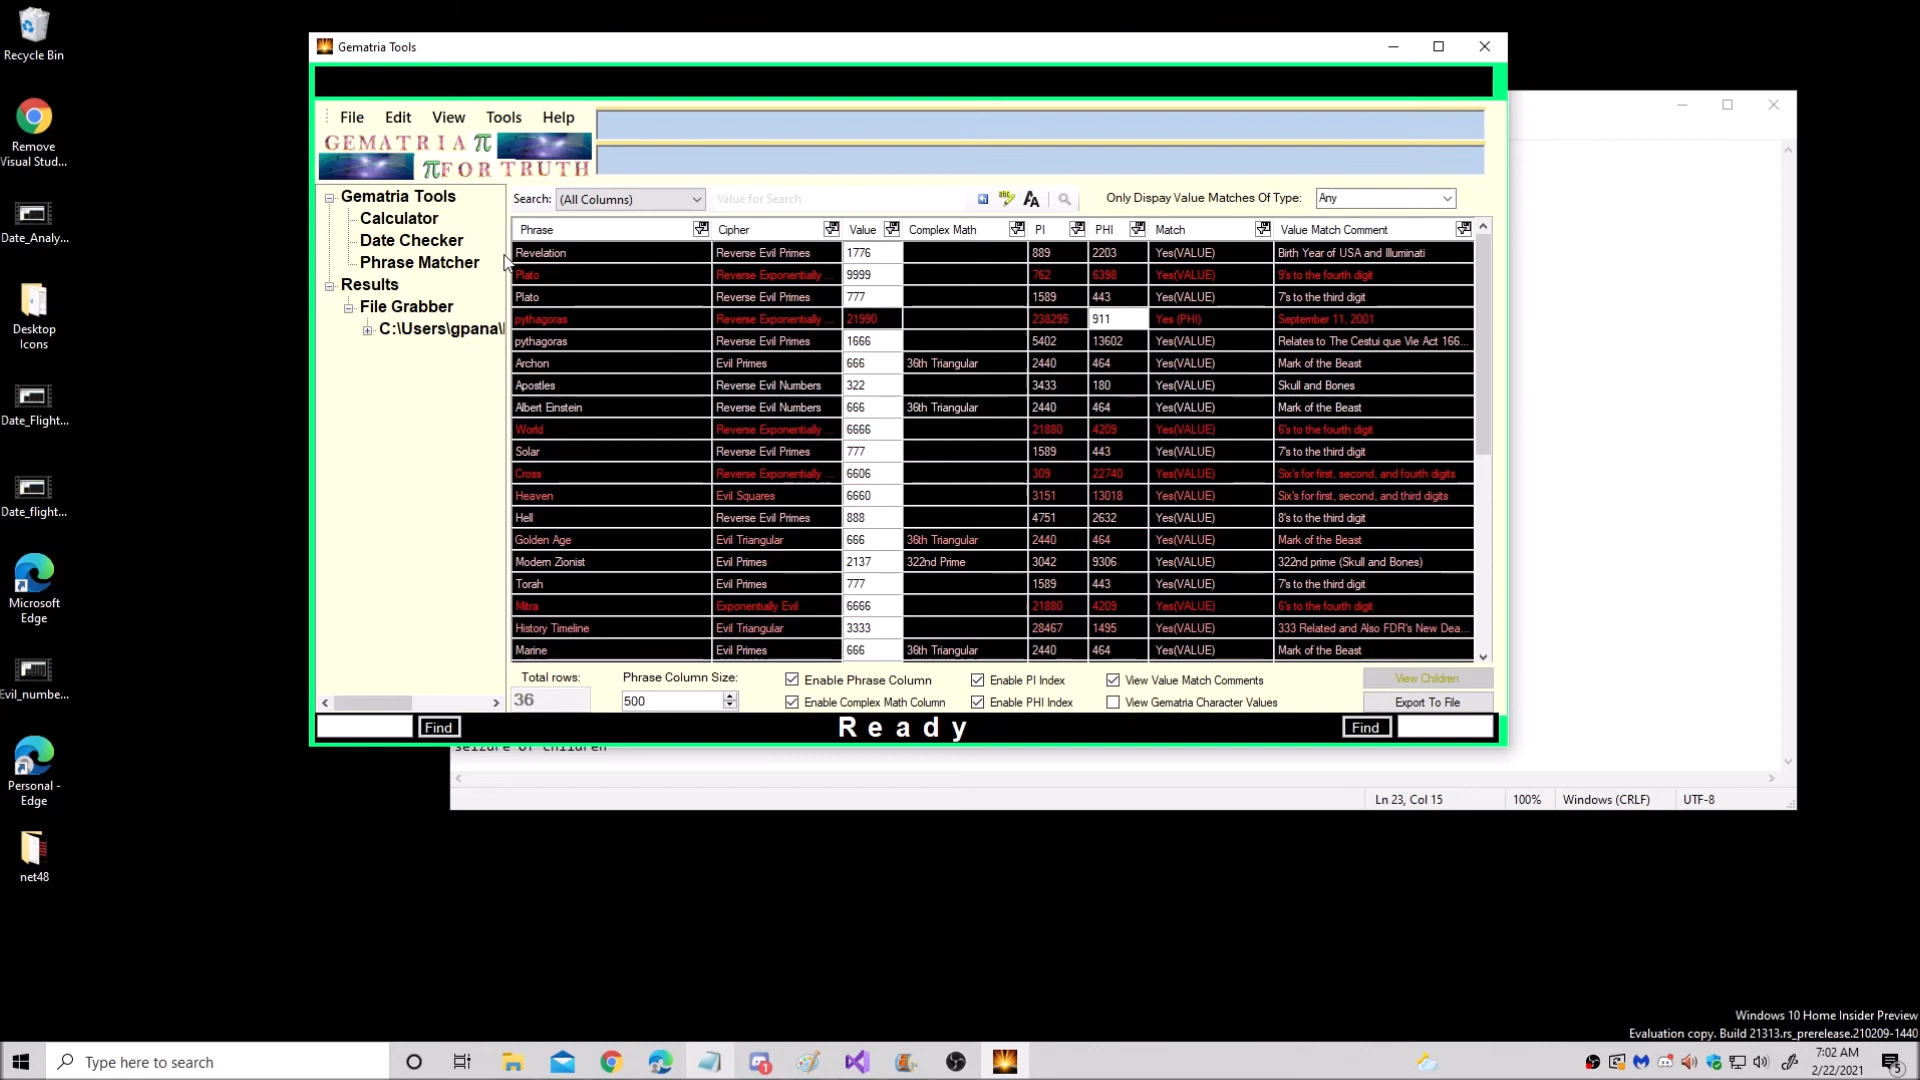 Recycle Bin
Remove
Visual Stud...
Date_Analy...
Desktop
Icons
Date_Flight...
Date_flight...
Microsoft
Edge
Evil_numbe...
Personal -
Edge
net48
Gematria Tools
File Edit View Tools Help
GEMATRIA π
π FOR TRUTH
Gematria Tools
Calculator
Date Checker
Phrase Matcher
Results
File Grabber
C:\Users\gpana\
Search: (All Columns) Value for Search Only Dispay Value Matches Of Type: Any
Phrase Cipher Value Complex Math PI PHI Match Value Match Comment
Revelation Reverse Evil Primes 1776 889 2203 Yes(VALUE) Birth Year of USA and Illuminati
Plato Reverse Exponentially ... 9999 762 6398 Yes(VALUE) 9's to the fourth digit
Plato Reverse Evil Primes 777 1589 443 Yes(VALUE) 7's to the third digit
pythagoras Reverse Exponentially ... 21990 238295 911 Yes (PHI) September 11, 2001
pythagoras Reverse Evil Primes 1666 5402 13602 Yes(VALUE) Relates to The Cestui que Vie Act 166...
Archon Evil Primes 666 36th Triangular 2440 464 Yes(VALUE) Mark of the Beast
Apostles Reverse Evil Numbers 322 3433 180 Yes(VALUE) Skull and Bones
Albert Einstein Reverse Evil Numbers 666 36th Triangular 2440 464 Yes(VALUE) Mark of the Beast
World Reverse Exponentially ... 6666 21880 4209 Yes(VALUE) 6's to the fourth digit
Solar Reverse Evil Primes 777 1589 443 Yes(VALUE) 7's to the third digit
Cross Reverse Exponentially ... 6606 309 22740 Yes(VALUE) Six's for first, second, and fourth digits
Heaven Evil Squares 6660 3151 13018 Yes(VALUE) Six's for first, second, and third digits
Hell Reverse Evil Primes 888 4751 2632 Yes(VALUE) 8's to the third digit
Golden Age Evil Triangular 666 36th Triangular 2440 464 Yes(VALUE) Mark of the Beast
Modern Zionist Evil Primes 2137 322nd Prime 3042 9306 Yes(VALUE) 322nd prime (Skull and Bones)
Torah Evil Primes 777 1589 443 Yes(VALUE) 7's to the third digit
Mitra Exponentially Evil 6666 21880 4209 Yes(VALUE) 6's to the fourth digit
History Timeline Evil Triangular 3333 28467 1495 Yes(VALUE) 333 Related and Also FDR's New Dea...
Marine Evil Primes 666 36th Triangular 2440 464 Yes(VALUE) Mark of the Beast
Total rows: Phrase Column Size: Enable Phrase Column Enable PI Index View Value Match Comments View Children
36 500 Enable Complex Math Column Enable PHI Index View Gematria Character Values Export To File
Find Ready Find
seizure of children
Ln 23, Col 15 100% Windows (CRLF) UTF-8
Windows 10 Home Insider Preview
Evaluation copy. Build 21313.rs_prerelease.210209-1440
Type here to search
7:02 AM
2/22/2021
5